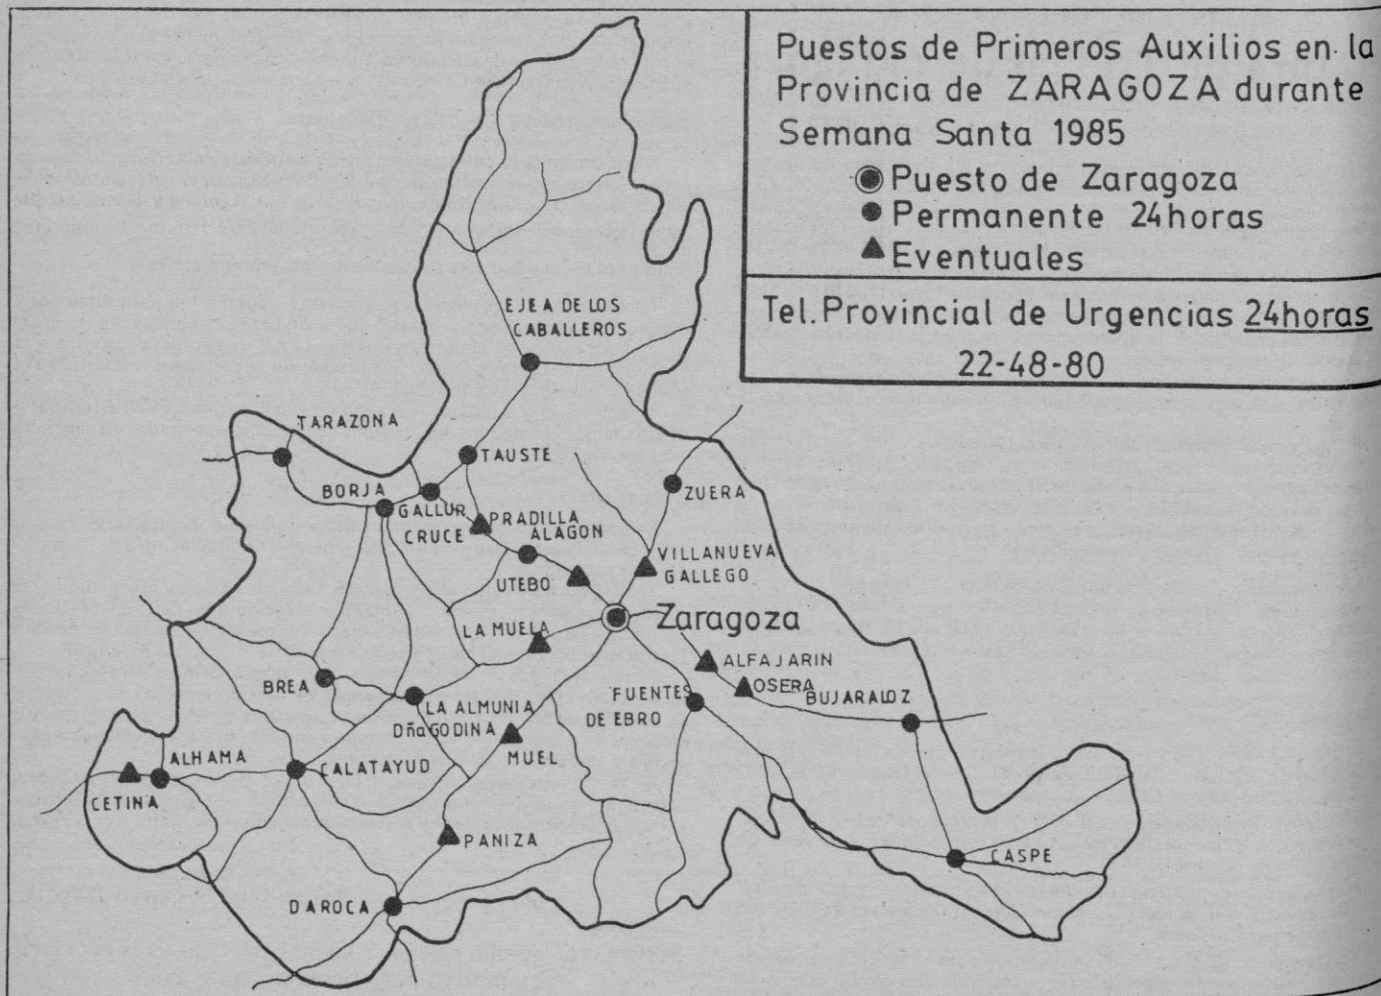 Puestos de Primeros Auxilios en la
Provincia de ZARAGOZA durante
Semana Santa 1985
Puesto de Zaragoza
Permanente 24horas
Eventuales
Tel. Provincial de Urgencias 24horas
22-48-80
EJEA DE LOS
CABALLEROS
TARAZONA
TAUSTE
BORJA
GALLUR
ZUERA
CRUCE
PRADILLA
ALAGON
UTEBO
VILLANUEVA
GALLEGO
LA MUELA
Zaragoza
ALFAJARIN
OSERA
BUJARALOZ
BREA
LA ALMUNIA
DñaGODINA
FUENTES
DE EBRO
MUEL
ALHAMA
CETINA
CALATAYUD
PANIZA
CASPE
DAROCA